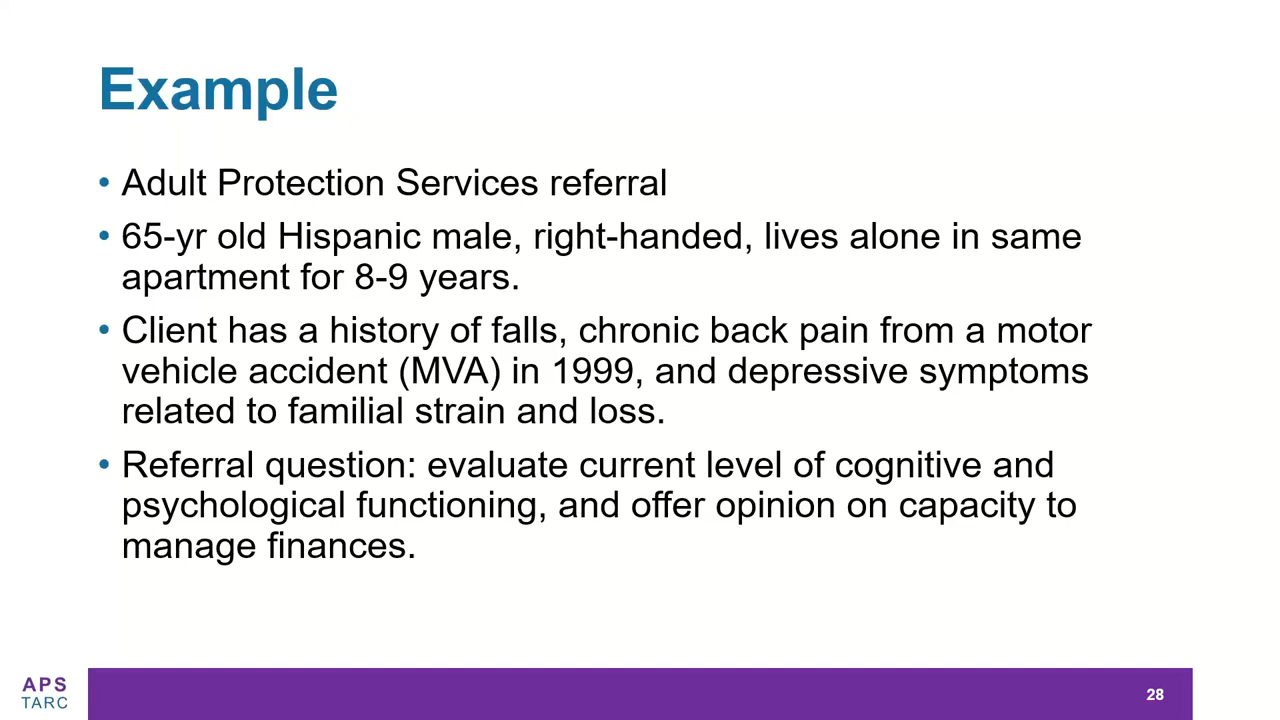 Example
• Adult Protection Services referral
• 65-yr old Hispanic male, right-handed, lives alone in same
apartment for 8-9 years.
• Client has a history of falls, chronic back pain from a motor
vehicle accident (MVA) in 1999, and depressive symptoms
related to familial strain and loss.
• Referral question: evaluate current level of cognitive and
psychological functioning, and offer opinion on capacity to
manage finances.
APS
TARC
28